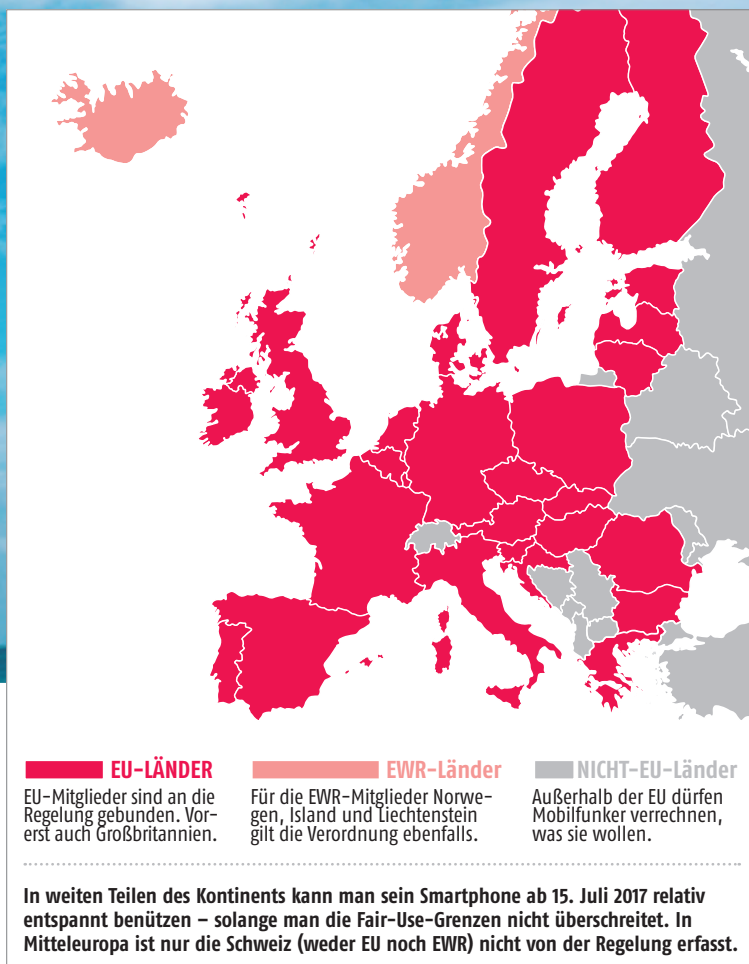 EU-LÄNDER
EU-Mitglieder sind an die
Regelung gebunden. Vor-
erst auch Großbritannien.
EWR-Länder
Für die EWR-Mitglieder Norwe-
gen, Island und Liechtenstein
gilt die Verordnung ebenfalls.
NICHT-EU-Länder
Außerhalb der EU dürfen
Mobilfunker verrechnen,
was sie wollen.
In weiten Teilen des Kontinents kann man sein Smartphone ab 15. Juli 2017 relativ
entspannt benützen – solange man die Fair-Use-Grenzen nicht überschreitet. In
Mitteleuropa ist nur die Schweiz (weder EU noch EWR) nicht von der Regelung erfasst.